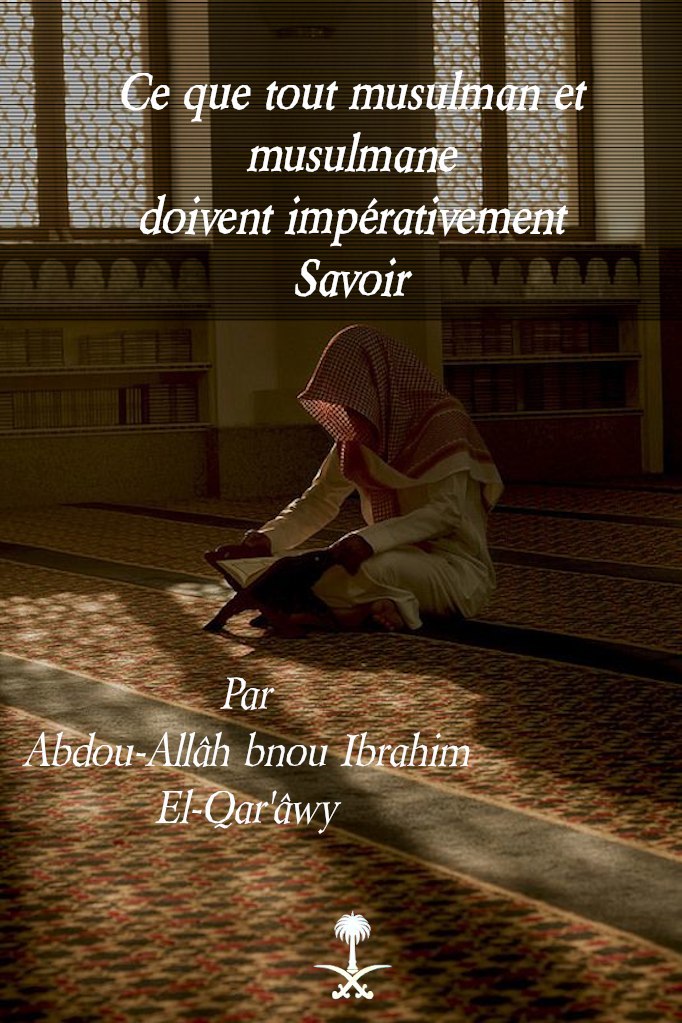 Ce que tout musulman et
musulmane
doivent impérativement
Savoir
Par
Abdou-Allâh bnou Ibrahim
El-Qar'âwy